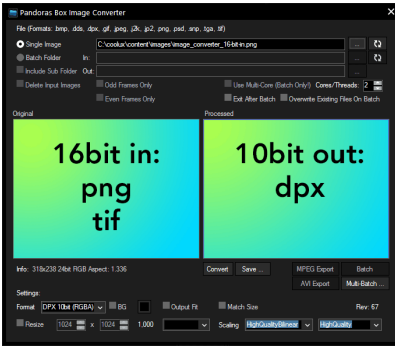 Pandoras Box Image Converter
File (Formats: .bmp, .dds, .dpx, .gif, .jpeg, .j2k, .jp2, .png, .psd, .snp, .tga, .tif)
Single Image C:\coolux\content\images\image_converter_16-bit-in.png ...
Batch Folder In: ...
Include Sub Folder Out: ...
Delete Input Images Odd Frames Only Use Multi-Core (Batch Only!) Cores/Threads: 2
Even Frames Only Exit After Batch Overwrite Existing Files On Batch
Original Processed
16bit in:
png
tif
10bit out:
dpx
Info: 318x238 24bit RGB Aspect: 1.336 Convert Save ... MPEG Export Batch
AVI Export Multi-Batch ...
Settings:
Format DPX 10bit (RGBA) BG Output Fit Match Size Rev: 67
Resize 1024 x 1024 1,000 Scaling HighQualityBilinear HighQuality